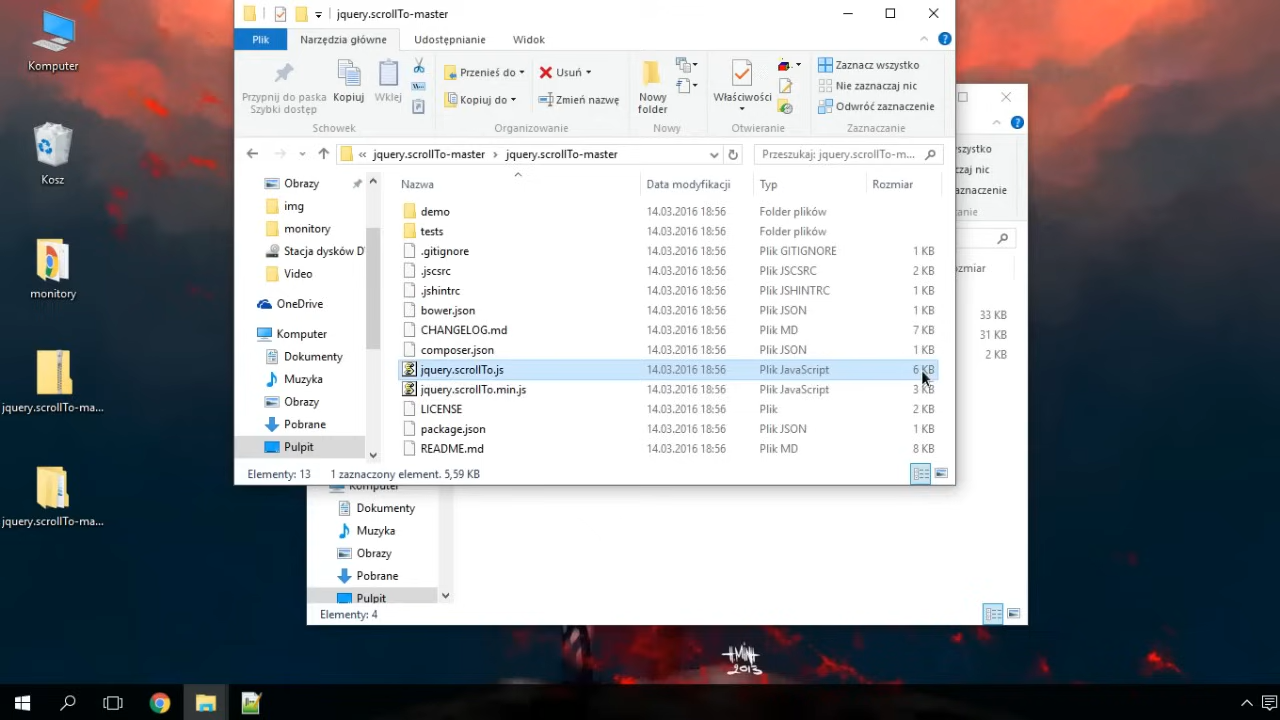 Komputer
Kosz
monitory
jquery.scrollTo-ma...
jquery.scrollTo-ma...
jquery.scrollTo-master
Plik
Narzędzia główne
Udostępnianie
Widok
Przypnij do paska
Szybki dostęp
Kopiuj
Wklej
Schowek
Przenieś do
Kopiuj do
Usuń
Zmień nazwę
Organizowanie
Nowy
folder
Nowy
Właściwości
Otwieranie
Zaznacz wszystko
Nie zaznaczaj nic
Odwróć zaznaczenie
Zaznaczanie
« jquery.scrollTo-master › jquery.scrollTo-master
Przeszukaj: jquery.scrollTo-m...
Obrazy
img
monitory
Stacja dysków D
Video
OneDrive
Komputer
Dokumenty
Muzyka
Obrazy
Pobrane
Pulpit
Nazwa Data modyfikacji Typ Rozmiar
demo 14.03.2016 18:56 Folder plików
tests 14.03.2016 18:56 Folder plików
.gitignore 14.03.2016 18:56 Plik GITIGNORE 1 KB
.jscsrc 14.03.2016 18:56 Plik JSCSRC 2 KB
.jshintrc 14.03.2016 18:56 Plik JSHINTRC 1 KB
bower.json 14.03.2016 18:56 Plik JSON 1 KB
CHANGELOG.md 14.03.2016 18:56 Plik MD 7 KB
composer.json 14.03.2016 18:56 Plik JSON 1 KB
jquery.scrollTo.js 14.03.2016 18:56 Plik JavaScript 6 KB
jquery.scrollTo.min.js 14.03.2016 18:56 Plik JavaScript 3 KB
LICENSE 14.03.2016 18:56 Plik 2 KB
package.json 14.03.2016 18:56 Plik JSON 1 KB
README.md 14.03.2016 18:56 Plik MD 8 KB
Elementy: 13 1 zaznaczony element. 5,59 KB
szystko
aj nic
znaczenie
anie
ozmiar
33 KB
31 KB
2 KB
Komputer
Dokumenty
Muzyka
Obrazy
Pobrane
Pulpit
Elementy: 4
2013